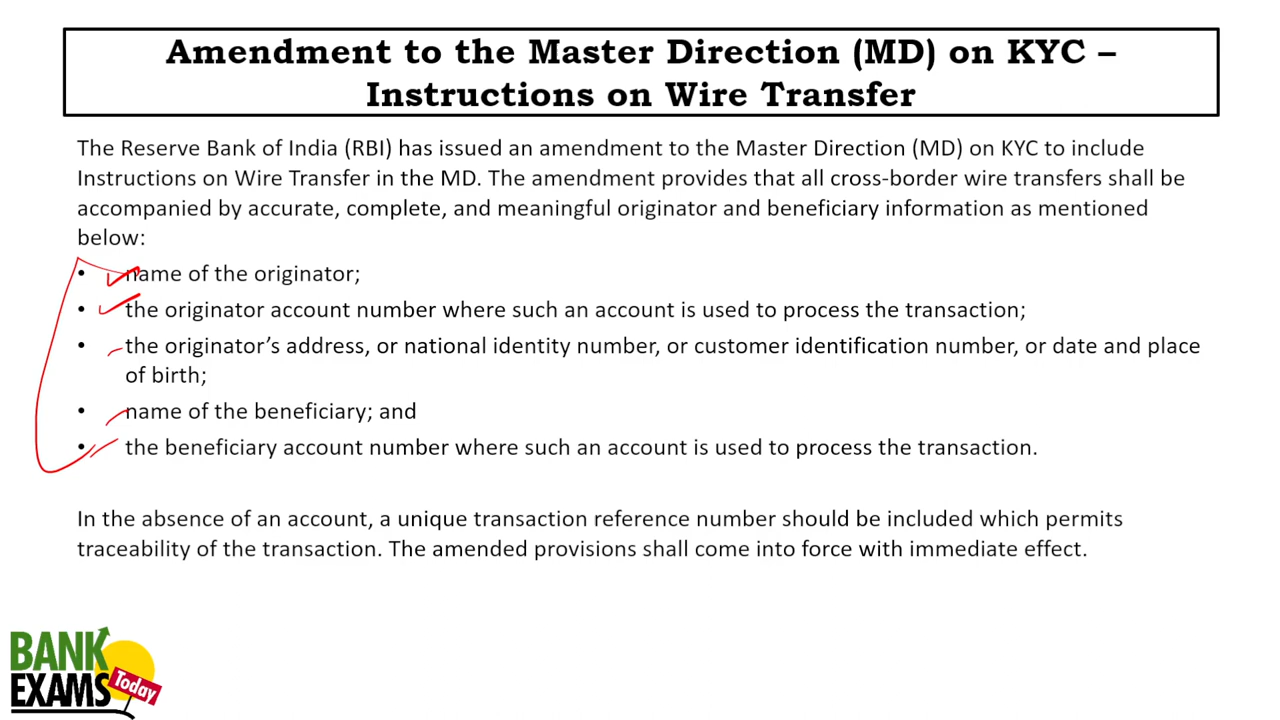 Amendment to the Master Direction (MD) on KYC –
Instructions on Wire Transfer
The Reserve Bank of India (RBI) has issued an amendment to the Master Direction (MD) on KYC to include
Instructions on Wire Transfer in the MD. The amendment provides that all cross-border wire transfers shall be
accompanied by accurate, complete, and meaningful originator and beneficiary information as mentioned
below:
• name of the originator;
• the originator account number where such an account is used to process the transaction;
• the originator’s address, or national identity number, or customer identification number, or date and place
of birth;
• name of the beneficiary; and
• the beneficiary account number where such an account is used to process the transaction.
In the absence of an account, a unique transaction reference number should be included which permits
traceability of the transaction. The amended provisions shall come into force with immediate effect.
BANK
EXAMS Today